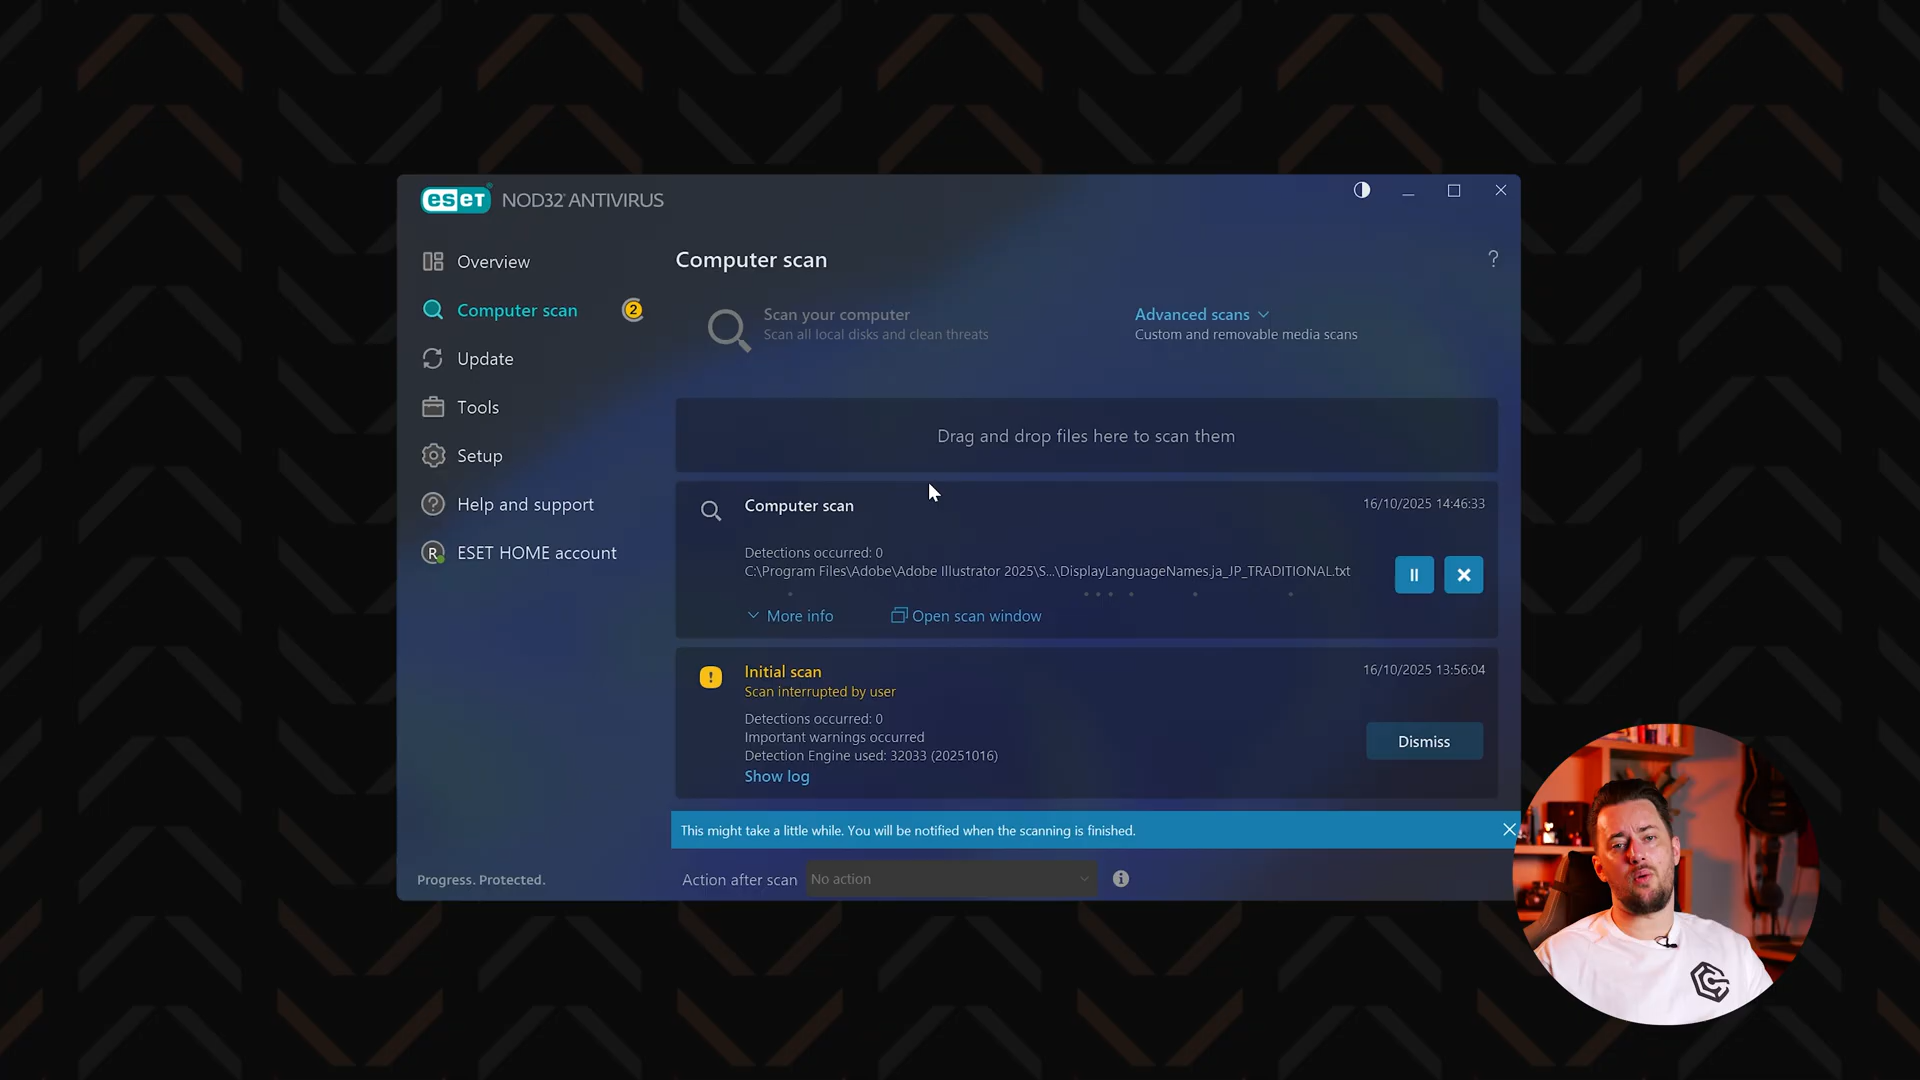 eset NOD32® ANTIVIRUS
Overview
Computer scan 2
Update
Tools
Setup
Help and support
R ESET HOME account
Progress. Protected.
Computer scan ?
Scan your computer
Scan all local disks and clean threats
Advanced scans
Custom and removable media scans
Drag and drop files here to scan them
Computer scan 16/10/2025 14:46:33
Detections occurred: 0
C:\Program Files\Adobe\Adobe Illustrator 2025\S...\DisplayLanguageNames.ja_JP_TRADITIONAL.txt
More info Open scan window
Initial scan 16/10/2025 13:56:04
Scan interrupted by user
Detections occurred: 0
Important warnings occurred
Detection Engine used: 32033 (20251016)
Show log
Dismiss
This might take a little while. You will be notified when the scanning is finished.
Action after scan No action